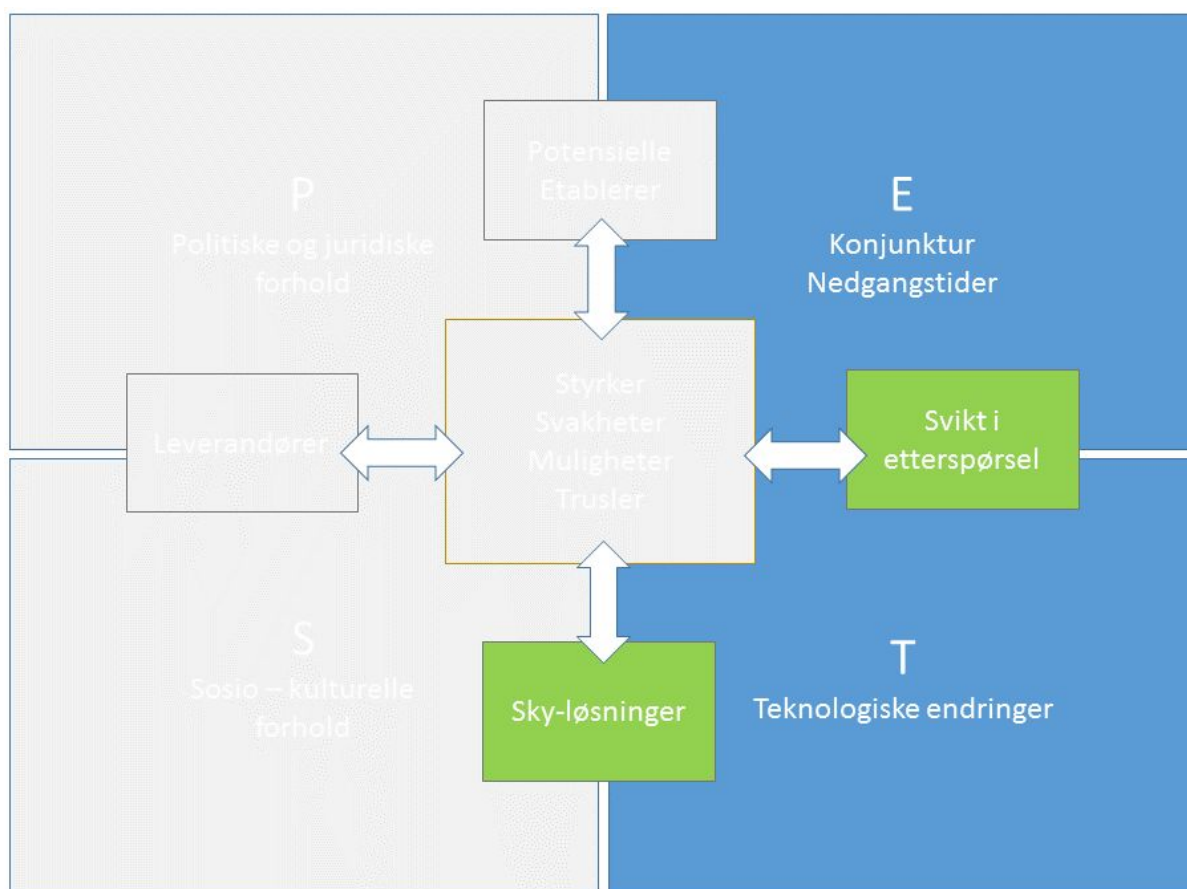 Potensielle
Etablerer
P
Politiske og juridiske
forhold
E
Konjunktur
Nedgangstider
Leverandører
Styrker
Svakheter
Muligheter
Trusler
Svikt i
etterspørsel
S
Sosio – kulturelle
forhold
Sky-løsninger
T
Teknologiske endringer